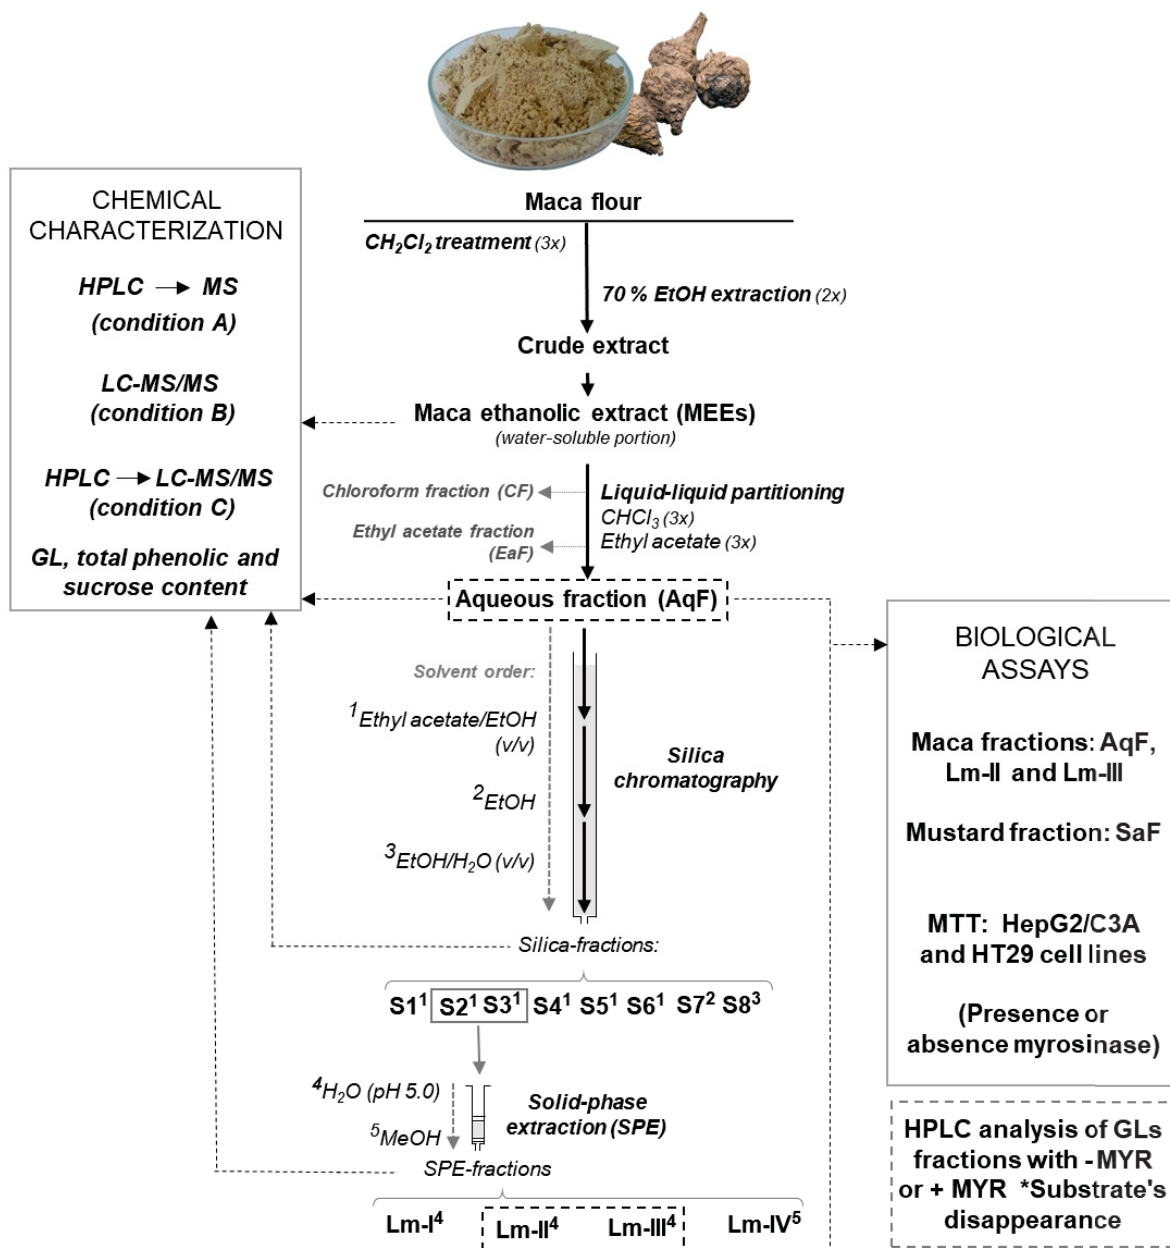 Maca flour
CH₂Cl₂ treatment (3x)
70 % EtOH extraction (2x)
Crude extract
Maca ethanolic extract (MEEs)
(water-soluble portion)
Chloroform fraction (CF)
Ethyl acetate fraction
(EaF)
Liquid-liquid partitioning
CHCl₃ (3x)
Ethyl acetate (3x)
Aqueous fraction (AqF)
CHEMICAL
CHARACTERIZATION
HPLC → MS
(condition A)
LC-MS/MS
(condition B)
HPLC → LC-MS/MS
(condition C)
GL, total phenolic and
sucrose content
Solvent order:
¹Ethyl acetate/EtOH
(v/v)
²EtOH
³EtOH/H₂O (v/v)
Silica
chromatography
Silica-fractions:
S1¹ S2¹ S3¹ S4¹ S5¹ S6¹ S7² S8³
⁴H₂O (pH 5.0)
⁵MeOH
Solid-phase
extraction (SPE)
SPE-fractions
Lm-I⁴ Lm-II⁴ Lm-III⁴ Lm-IV⁵
BIOLOGICAL
ASSAYS
Maca fractions: AqF,
Lm-II and Lm-III
Mustard fraction: SaF
MTT: HepG2/C3A
and HT29 cell lines
(Presence or
absence myrosinase)
HPLC analysis of GLs
fractions with - MYR
or + MYR *Substrate's
disappearance